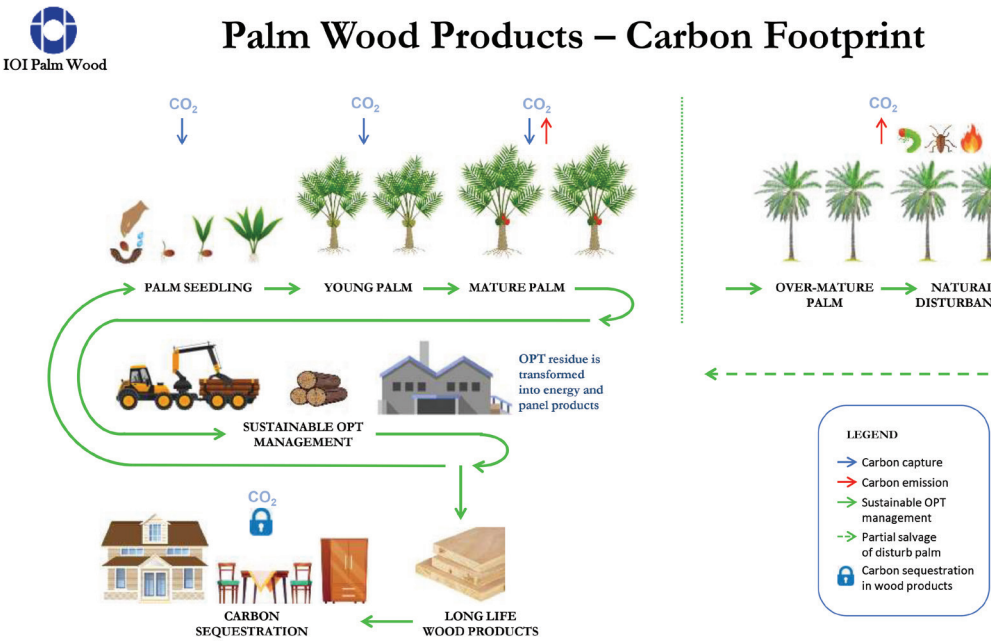 IOI Palm Wood
Palm Wood Products – Carbon Footprint
CO₂
CO₂
CO₂
CO₂
PALM SEEDLING
YOUNG PALM
MATURE PALM
OVER-MATURE
PALM
NATURAL
OPT residue is
transformed
into energy and
panel products
SUSTAINABLE OPT
MANAGEMENT
CO₂
CARBON
SEQUESTRATION
LONG LIFE
WOOD PRODUCTS
LEGEND
Carbon capture
Carbon emission
Sustainable OPT
management
Partial salvage
of disturb palm
Carbon sequestration
in wood products